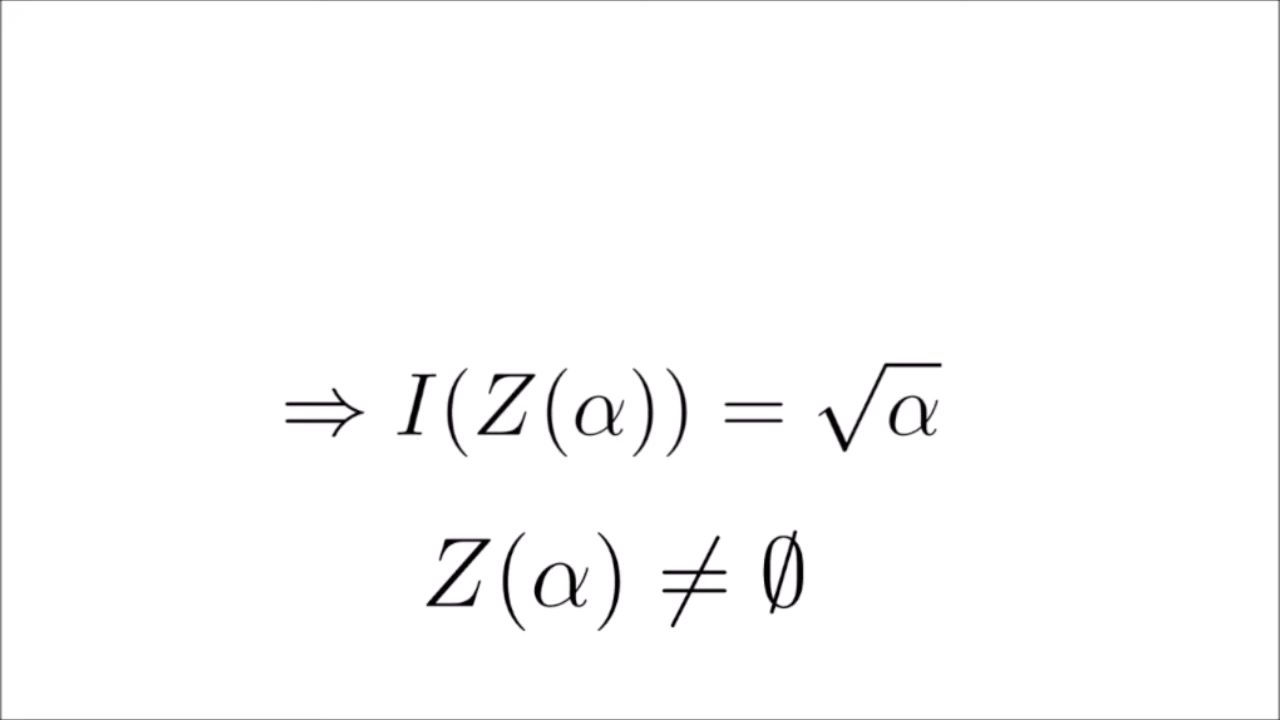 ⇒ I(Z(α)) = √α
Z(α) ≠ ∅